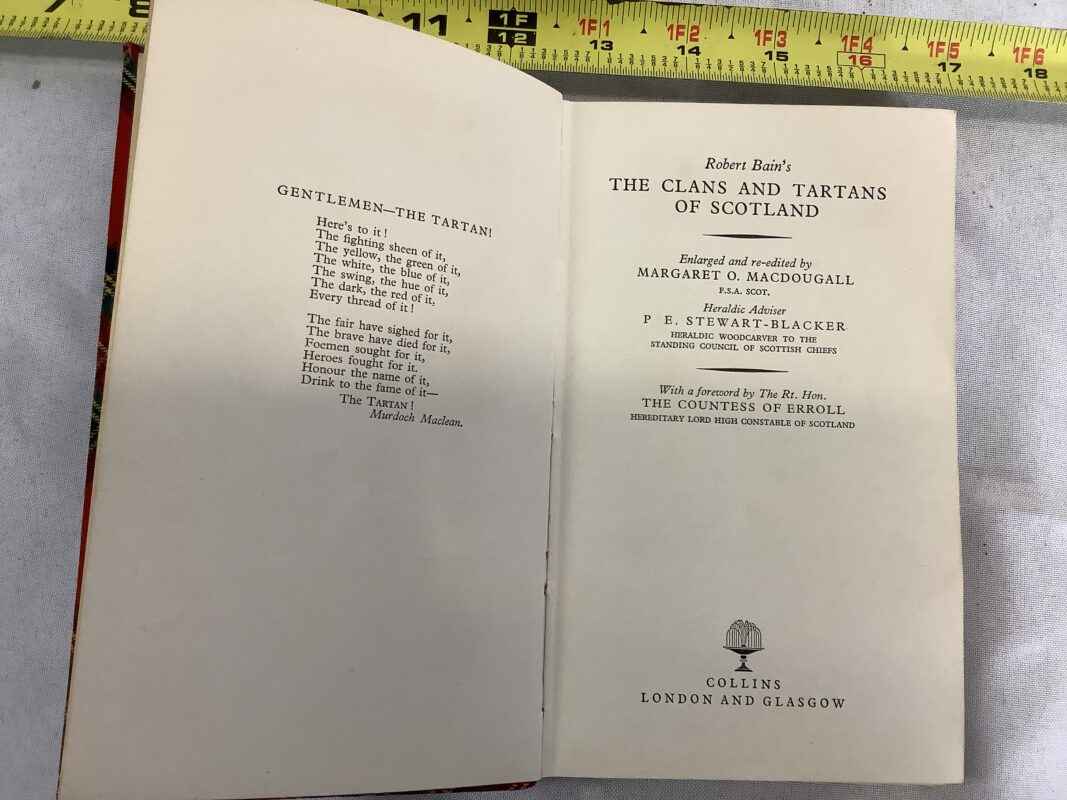 7 8 11 1F 12 1F1 13 1F2 14 1F3 15 1F4 16 1F5 17 1F6 18
GENTLEMEN—THE TARTAN!
Here's to it!
The fighting sheen of it,
The yellow, the green of it,
The white, the blue of it,
The swing, the hue of it,
The dark, the red of it,
Every thread of it!
The fair have sighed for it,
The brave have died for it,
Foemen sought for it,
Heroes fought for it.
Honour the name of it,
Drink to the fame of it—
The TARTAN!
Murdoch Maclean.
Robert Bain's
THE CLANS AND TARTANS
OF SCOTLAND
Enlarged and re-edited by
MARGARET O. MACDOUGALL
F.S.A. SCOT.
Heraldic Adviser
P E. STEWART-BLACKER
HERALDIC WOODCARVER TO THE
STANDING COUNCIL OF SCOTTISH CHIEFS
With a foreword by The Rt. Hon.
THE COUNTESS OF ERROLL
HEREDITARY LORD HIGH CONSTABLE OF SCOTLAND
COLLINS
LONDON AND GLASGOW